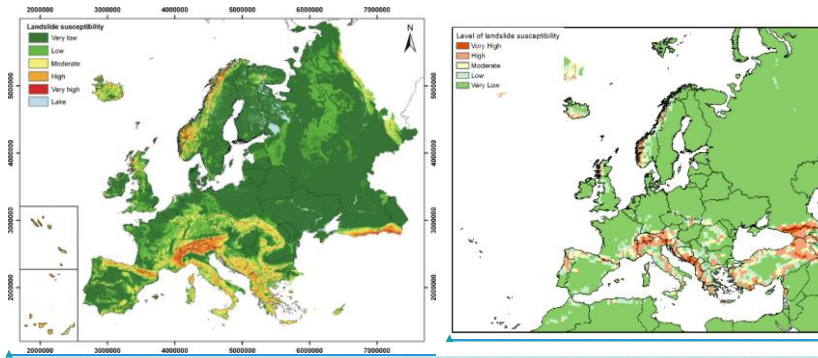 2000000 3000000 4000000 5000000 6000000 7000000
Landslide susceptibility
Very low
Low
Moderate
High
Very high
Lake
N
5000000
4000000
3000000
2000000
5000000
4000000
3000000
2000000
2000000 3000000 4000000 5000000 6000000 7000000
Level of landslide susceptibility
Very High
High
Moderate
Low
Very Low